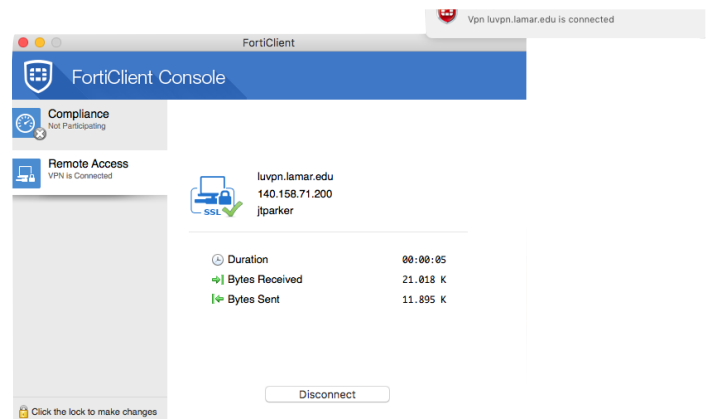 Vpn luvpn.lamar.edu is connected
FortiClient
FortiClient Console
Compliance
Not Participating
Remote Access
VPN is Connected
SSL
luvpn.lamar.edu
140.158.71.200
jtparker
Duration 00:00:05
Bytes Received 21.018 K
Bytes Sent 11.895 K
Disconnect
Click the lock to make changes